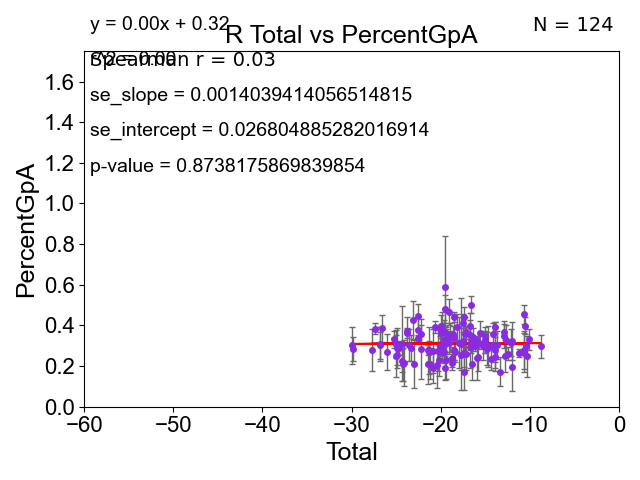 y = 0.00x + 0.32
N = 124
R Total vs PercentGpA
Spearman r = 0.03
se_slope = 0.0014039414056514815
se_intercept = 0.026804885282016914
p-value = 0.8738175869839854
PercentGpA
1.6
1.4
1.2
1.0
0.8
0.6
0.4
0.2
0.0
−60
−50
−40
−30
−20
−10
0
Total